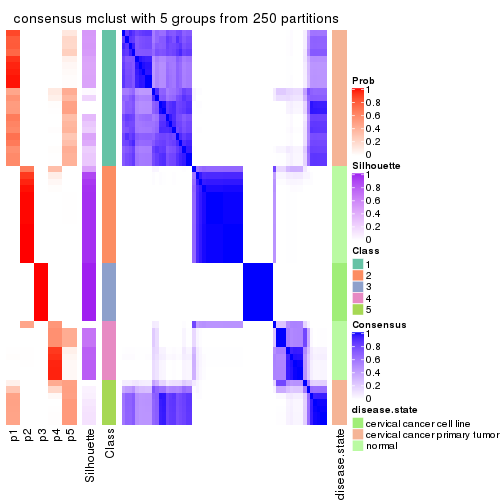 consensus mclust with 5 groups from 250 partitions
Prob
1
0.8
0.6
0.4
0.2
0
Silhouette
1
0.8
0.6
0.4
0.2
0
Class
1
2
3
4
5
Consensus
1
0.8
0.6
0.4
0.2
0
disease.state
cervical cancer cell line
cervical cancer primary tumor
normal
p1
p2
p3
p4
p5
Silhouette
Class
disease.state